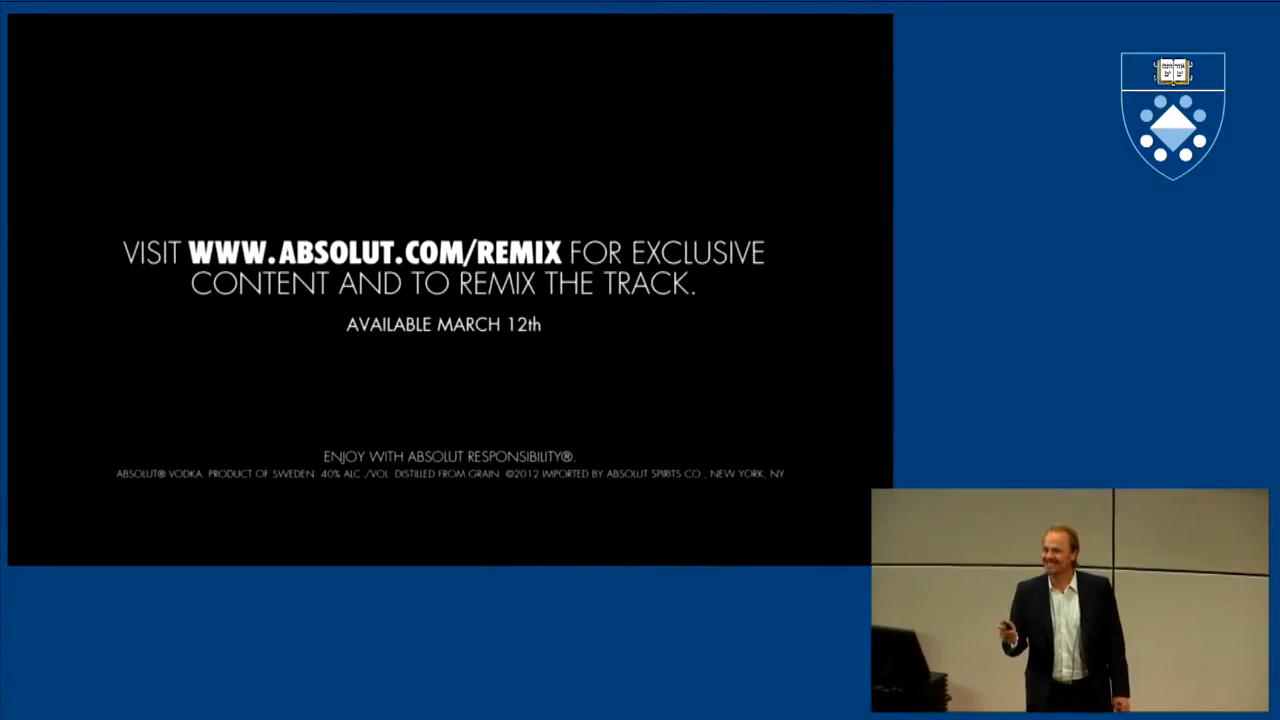 VISIT WWW.ABSOLUT.COM/REMIX FOR EXCLUSIVE
CONTENT AND TO REMIX THE TRACK.
AVAILABLE MARCH 12th
ENJOY WITH ABSOLUT RESPONSIBILITY®.
ABSOLUT® VODKA. PRODUCT OF SWEDEN. 40% ALC./VOL. DISTILLED FROM GRAIN. ©2012 IMPORTED BY ABSOLUT SPIRITS CO., NEW YORK, NY